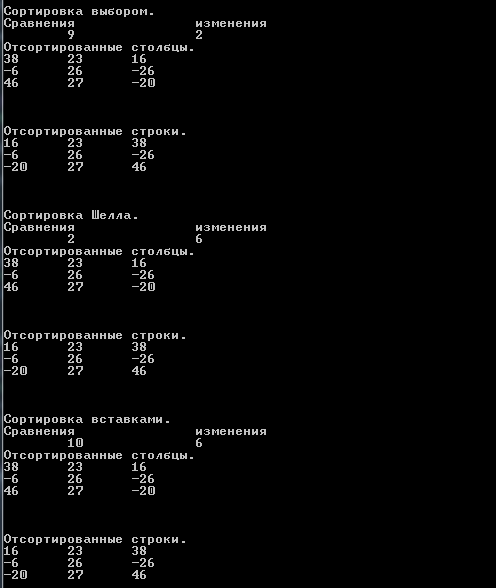 Сортировка выбором.
Сравнения изменения
9 2
Отсортированные столбцы.
38 23 16
-6 26 -26
46 27 -20
Отсортированные строки.
16 23 38
-6 26 -26
-20 27 46
Сортировка Шелла.
Сравнения изменения
2 6
Отсортированные столбцы.
38 23 16
-6 26 -26
46 27 -20
Отсортированные строки.
16 23 38
-6 26 -26
-20 27 46
Сортировка вставками.
Сравнения изменения
10 6
Отсортированные столбцы.
38 23 16
-6 26 -26
46 27 -20
Отсортированные строки.
16 23 38
-6 26 -26
-20 27 46